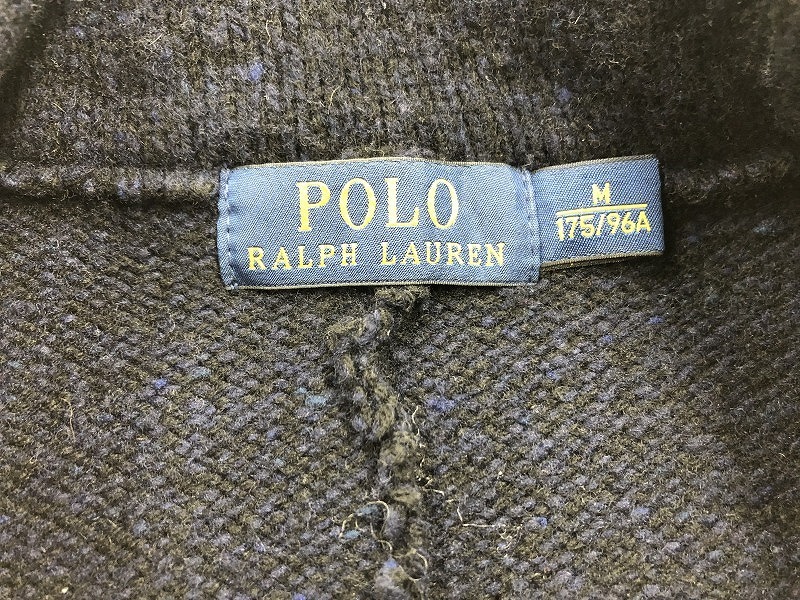 POLO
RALPH LAUREN
M
175/96A